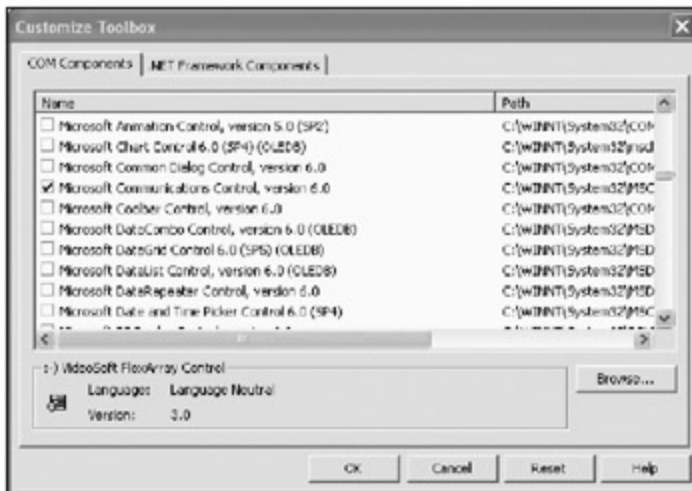 Customize Toolbox
COM Components .NET Framework Components
Name Path
Microsoft Animation Control, version 5.0 (SP2) C:\WINNT\System32\COM
Microsoft Chart Control 6.0 (SP4) (OLEDB) C:\WINNT\System32\mscl
Microsoft Common Dialog Control, version 6.0 C:\WINNT\System32\COM
Microsoft Communications Control, version 6.0 C:\WINNT\System32\MSC
Microsoft Coolbar Control, version 6.0 C:\WINNT\System32\COM
Microsoft DataCombo Control, version 6.0 (OLEDB) C:\WINNT\System32\MSD
Microsoft DataGrid Control 6.0 (SP5) (OLEDB) C:\WINNT\System32\MSD
Microsoft DataList Control, version 6.0 (OLEDB) C:\WINNT\System32\MSD
Microsoft DataRepeater Control, version 6.0 C:\WINNT\System32\MSD
Microsoft Date and Time Picker Control 6.0 (SP4) C:\WINNT\System32\MSC
:-) VideoSoft FlexArray Control
Language: Language Neutral
Version: 3.0
Browse...
OK Cancel Reset Help